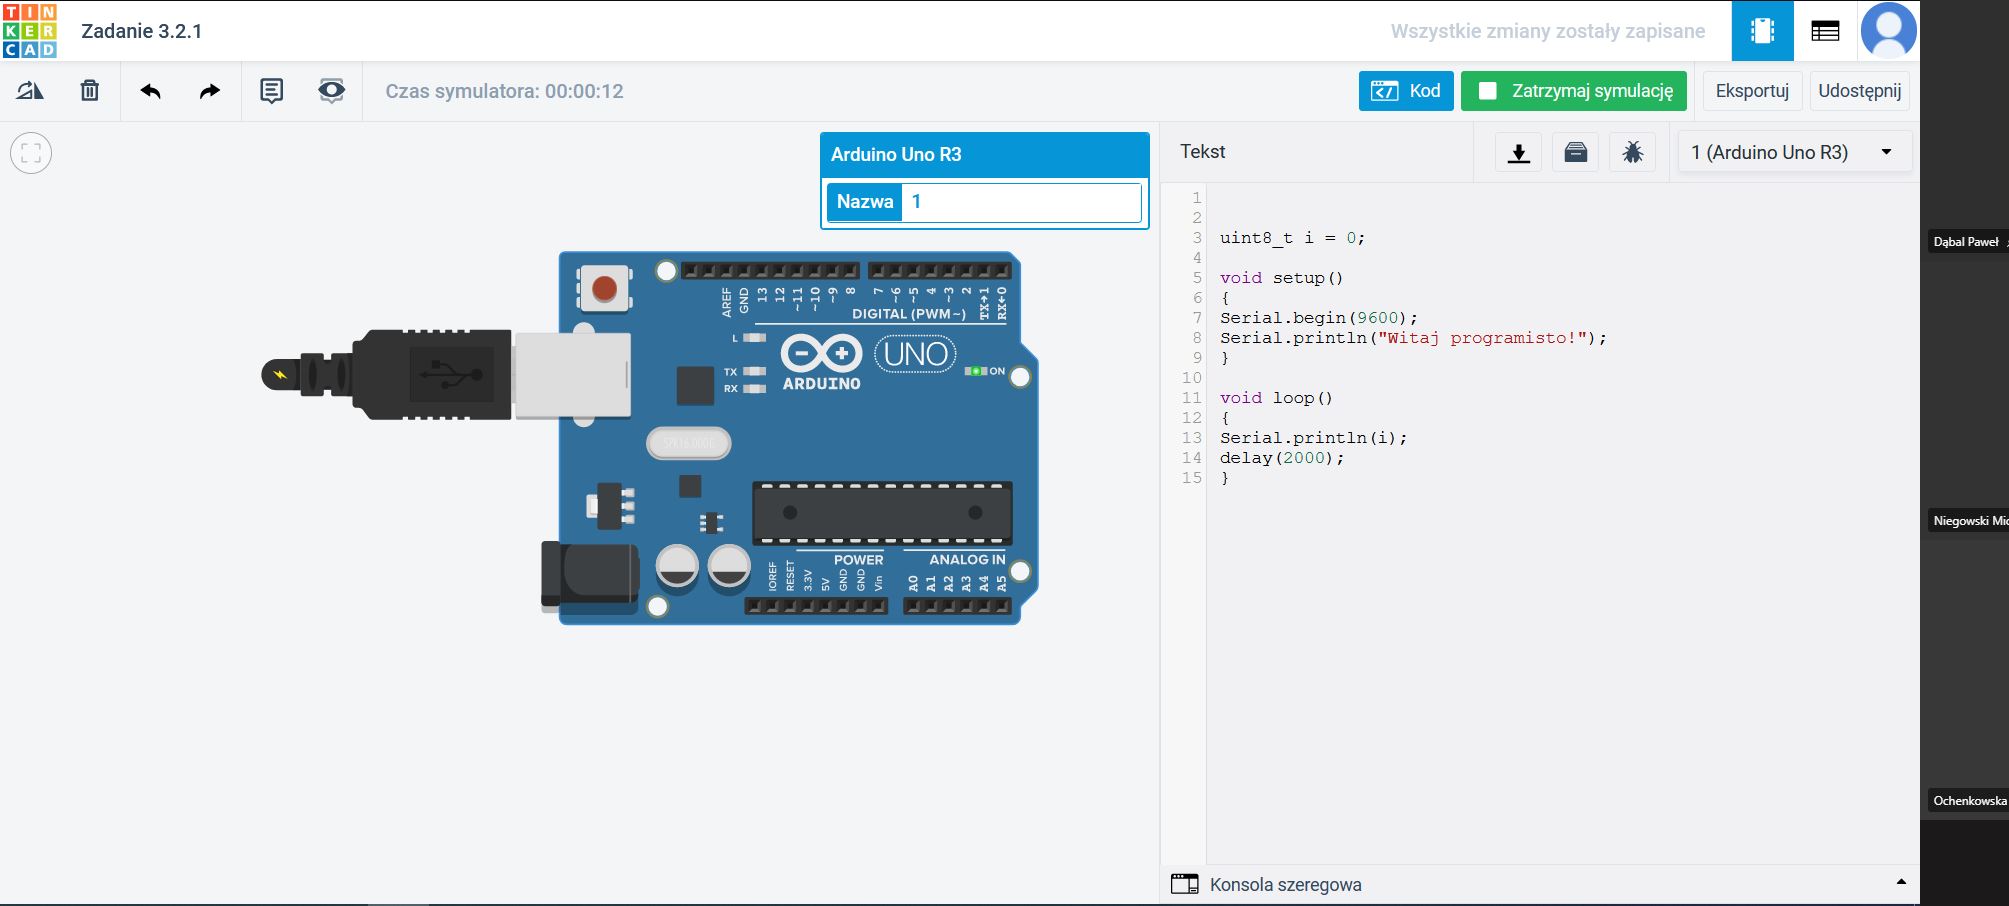 TIN
KER
CAD
Zadanie 3.2.1
Wszystkie zmiany zostały zapisane
Czas symulatora: 00:00:12
Kod
Zatrzymaj symulację
Eksportuj
Udostępnij
Arduino Uno R3
Nazwa 1
Tekst
1 (Arduino Uno R3)
1
2
3 uint8_t i = 0;
4
5 void setup()
6 {
7 Serial.begin(9600);
8 Serial.println("Witaj programisto!");
9 }
10
11 void loop()
12 {
13 Serial.println(i);
14 delay(2000);
15 }
AREF GND 13 12 ~11 ~10 ~9 8 7 ~6 ~5 4 ~3 2 TX→1 RX←0
DIGITAL (PWM~)
L
TX
RX
UNO
ARDUINO
ON
SPK16.000G
POWER
ANALOG IN
IOREF RESET 3.3V 5V GND GND Vin A0 A1 A2 A3 A4 A5
Konsola szeregowa
Dąbal Paweł
Niegowski Mic
Ochenkowska